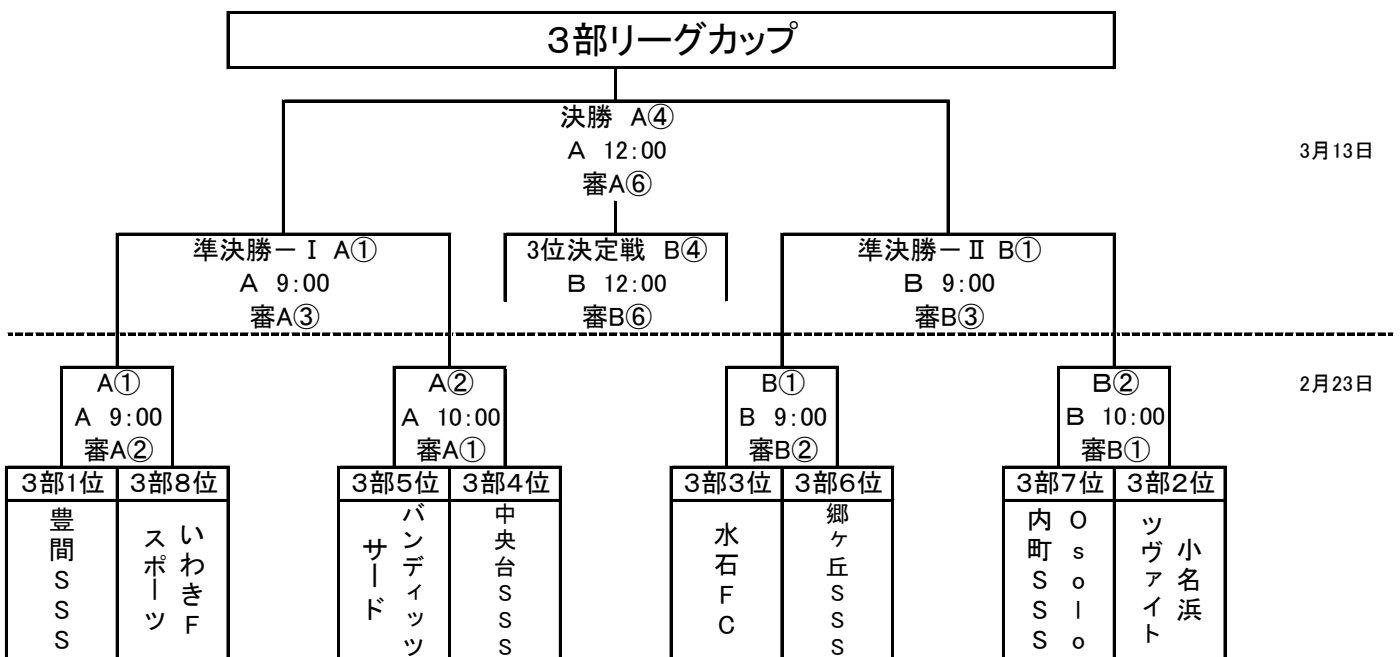 ３部リーグカップ
決勝 A④
A 12:00
審A⑥
3月13日
準決勝－Ⅰ A①
A 9:00
審A③
3位決定戦 B④
B 12:00
審B⑥
準決勝－Ⅱ B①
B 9:00
審B③
A①
A 9:00
審A②
A②
A 10:00
審A①
B①
B 9:00
審B②
B②
B 10:00
審B①
2月23日
３部1位
３部8位
３部5位
３部4位
３部3位
３部6位
３部7位
３部2位
豊間SSS
いわきF
スポーツ
バンディッツ
サード
中央台SSS
水石FC
郷ケ丘SSS
Osolo
内町SSS
小名浜
ツヴァイト